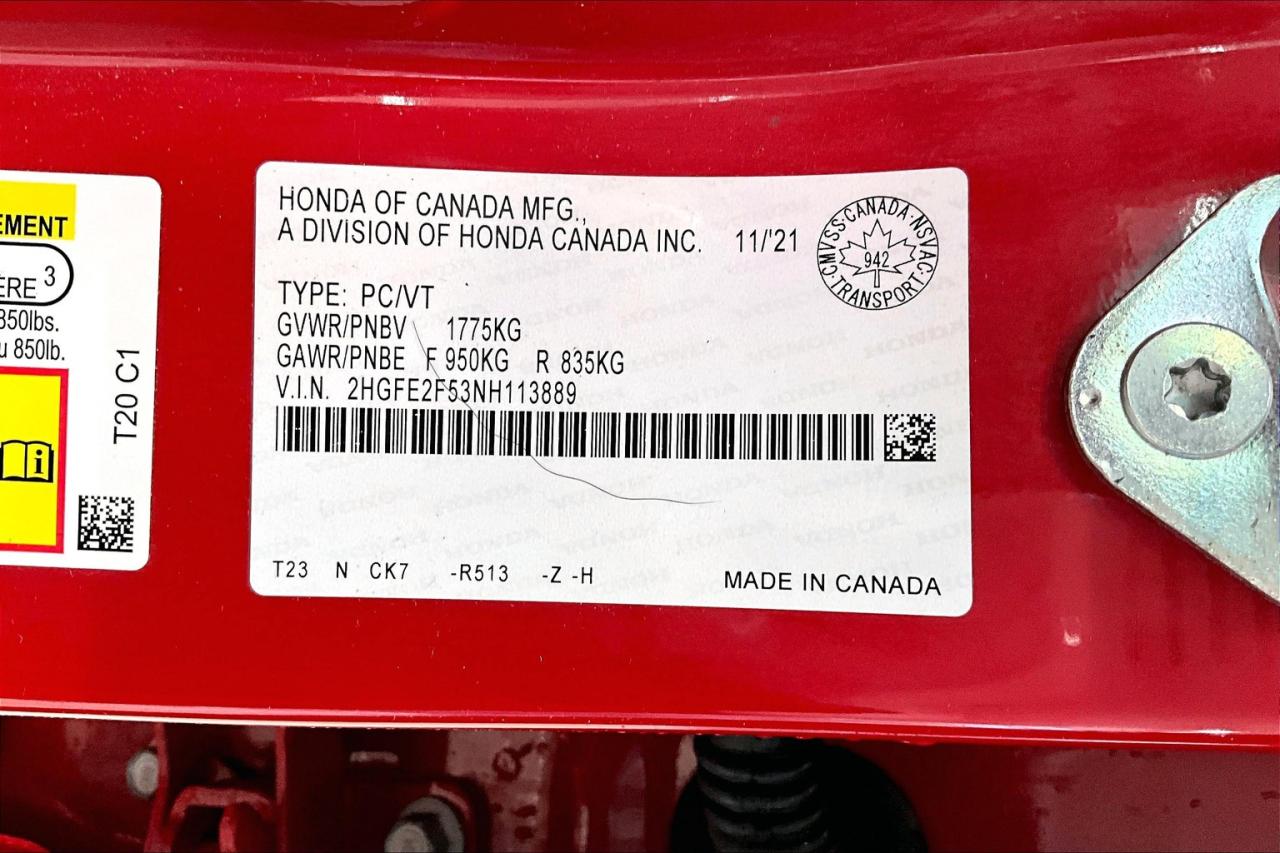 EMENT
ÈRE 3
850lbs.
u 850lb.
T20 C1
HONDA OF CANADA MFG.,
A DIVISION OF HONDA CANADA INC. 11/'21
CMVSS·CANADA·NSVAC·TRANSPORT·
942
TYPE: PC/VT
GVWR/PNBV 1775KG
GAWR/PNBE F 950KG R 835KG
V.I.N. 2HGFE2F53NH113889
T23 N CK7 -R513 -Z -H
MADE IN CANADA